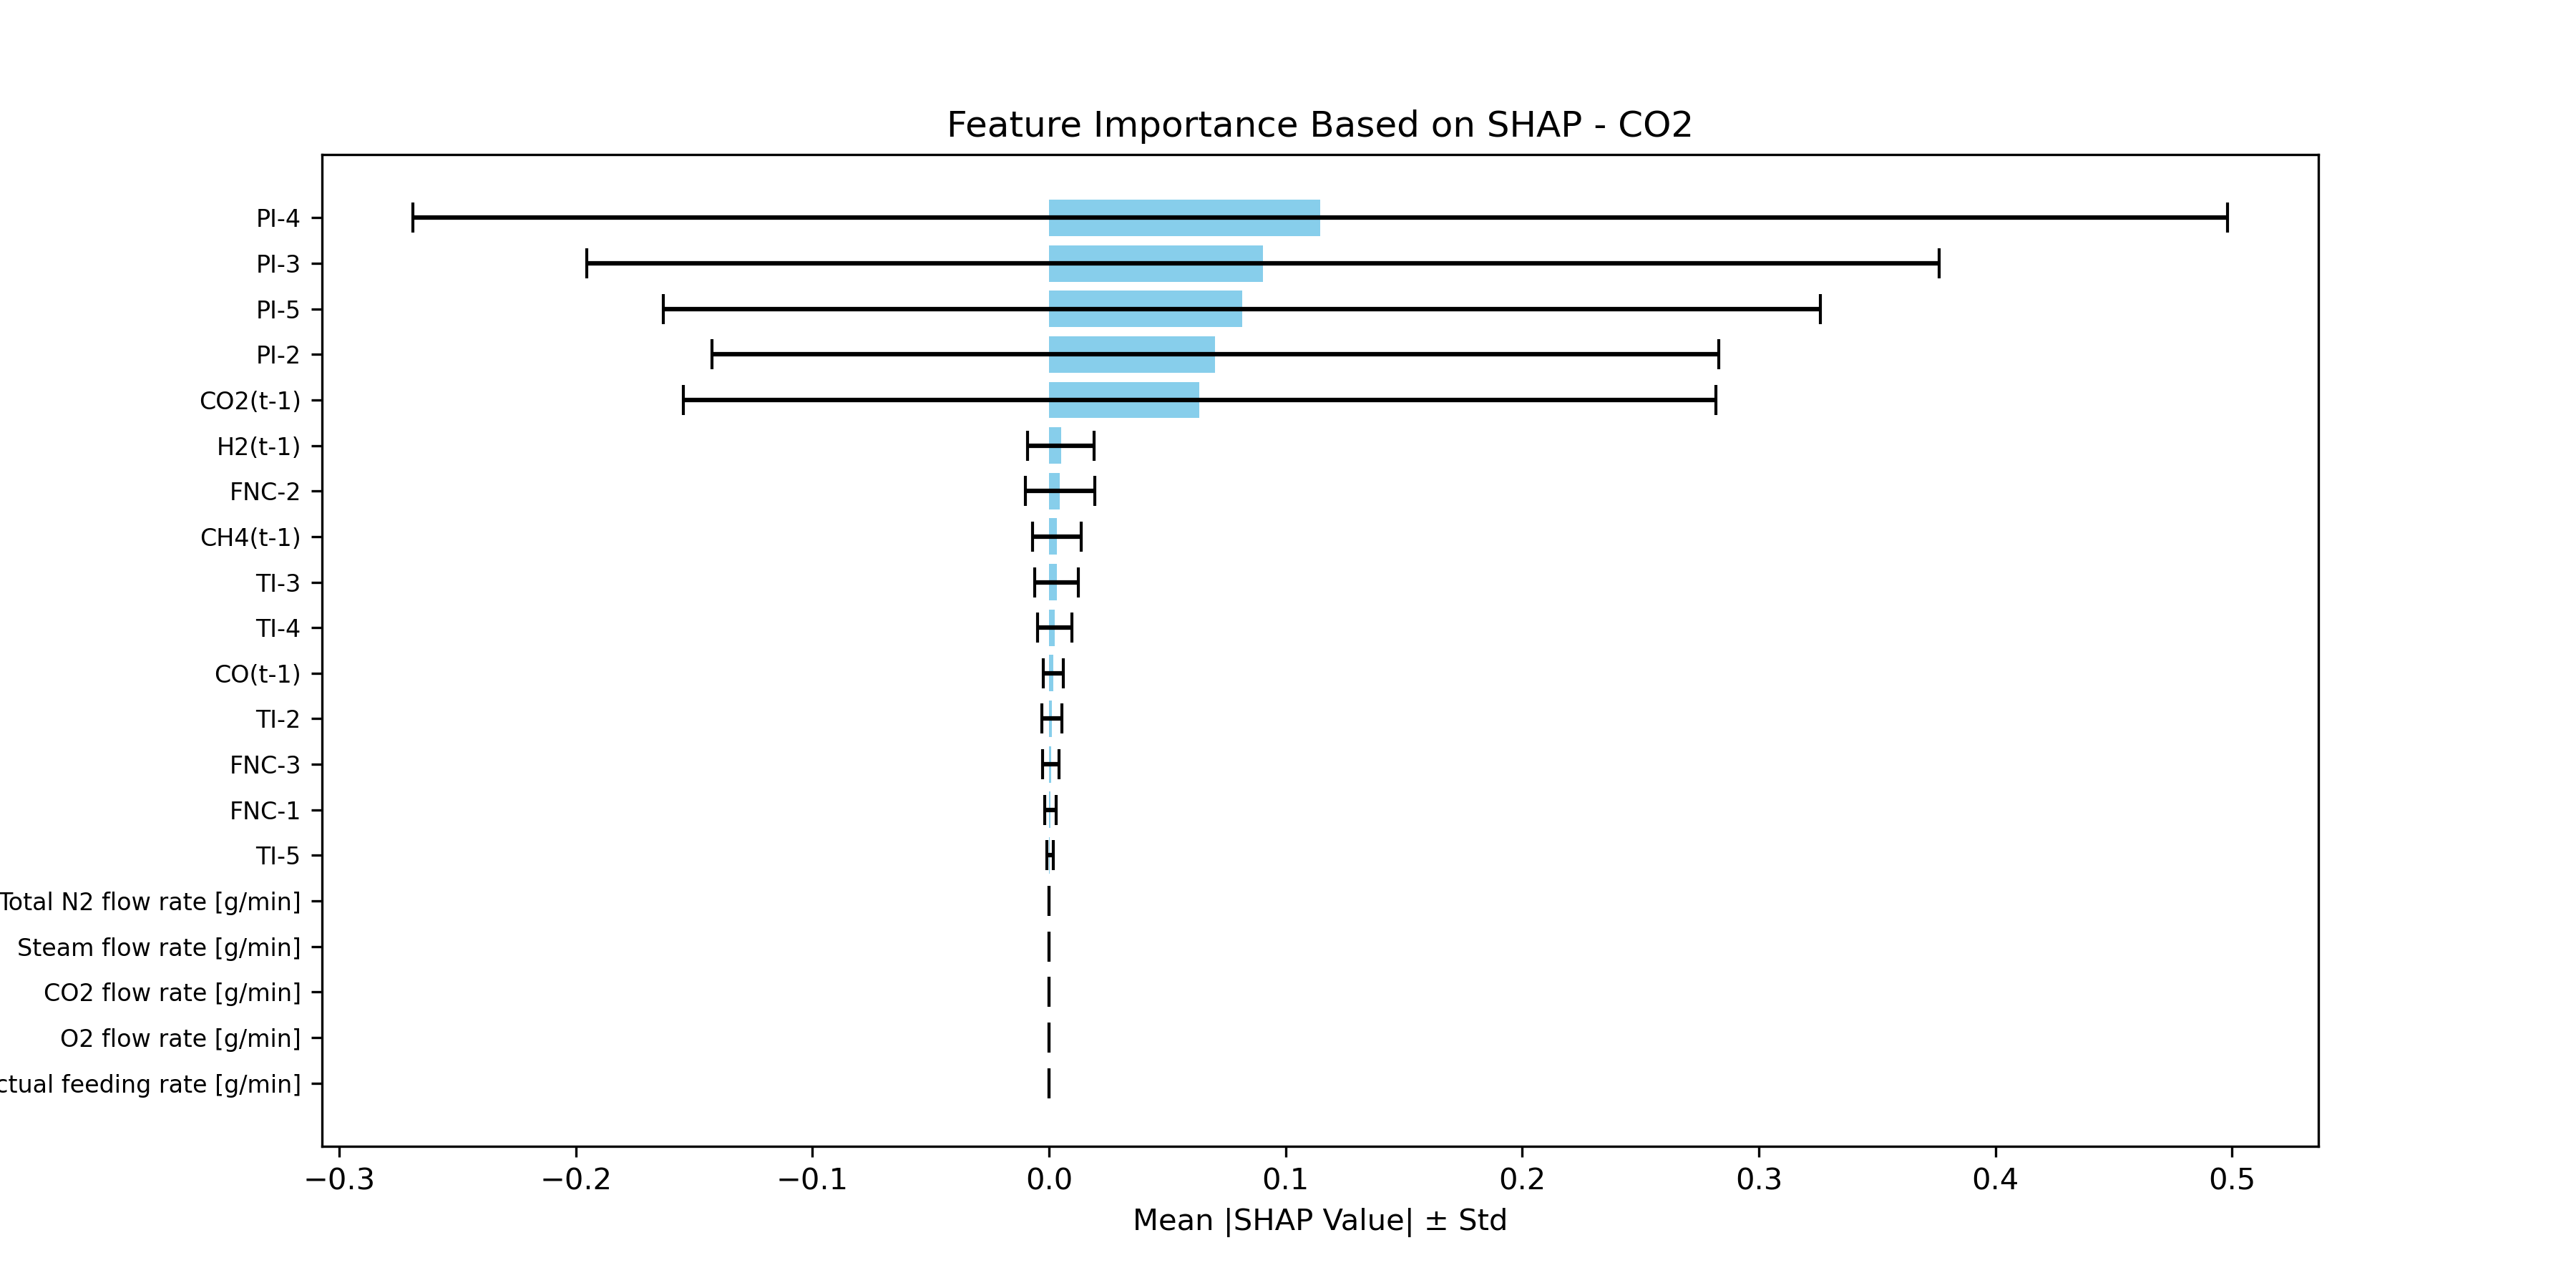 Feature Importance Based on SHAP - CO2
PI-4
PI-3
PI-5
PI-2
CO2(t-1)
H2(t-1)
FNC-2
CH4(t-1)
TI-3
TI-4
CO(t-1)
TI-2
FNC-3
FNC-1
TI-5
Total N2 flow rate [g/min]
Steam flow rate [g/min]
CO2 flow rate [g/min]
O2 flow rate [g/min]
ctual feeding rate [g/min]
−0.3 −0.2 −0.1 0.0 0.1 0.2 0.3 0.4 0.5
Mean |SHAP Value| ± Std